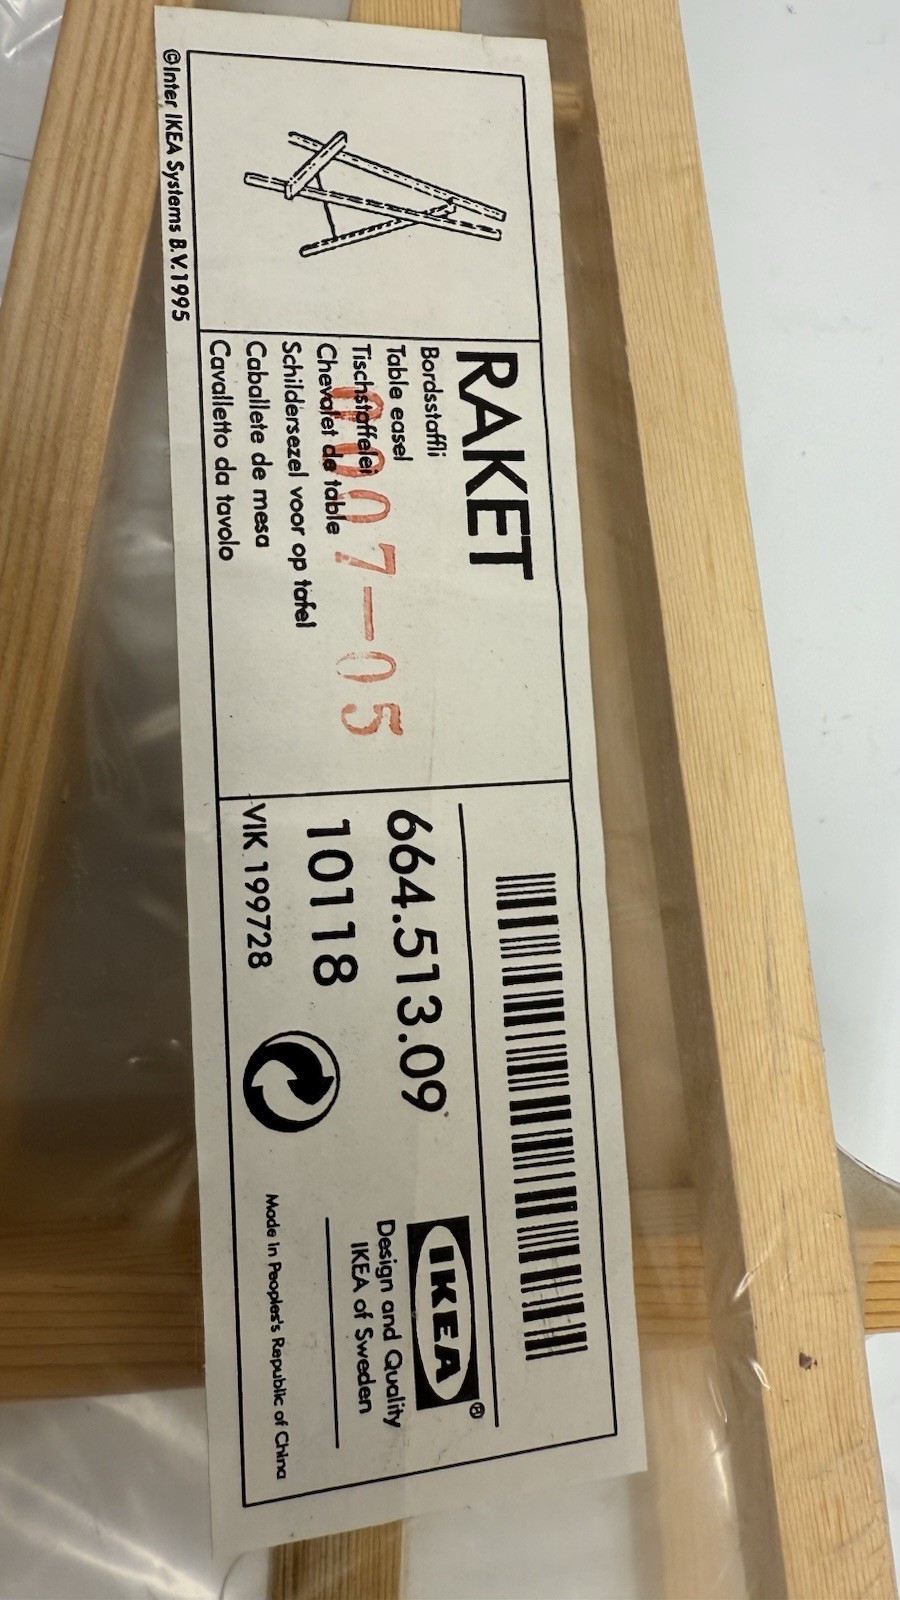 ©Inter IKEA Systems B.V.1995
RAKET
Bordsstaffli
Table easel
Tischstaffelei
Chevalet de table
Schildersezel voor op tafel
Caballete de mesa
Cavalletto da tavolo
0007-05
664.513.09
10118
VIK 199728
IKEA®
Design and Quality
IKEA of Sweden
Made in Peoples's Republic of China